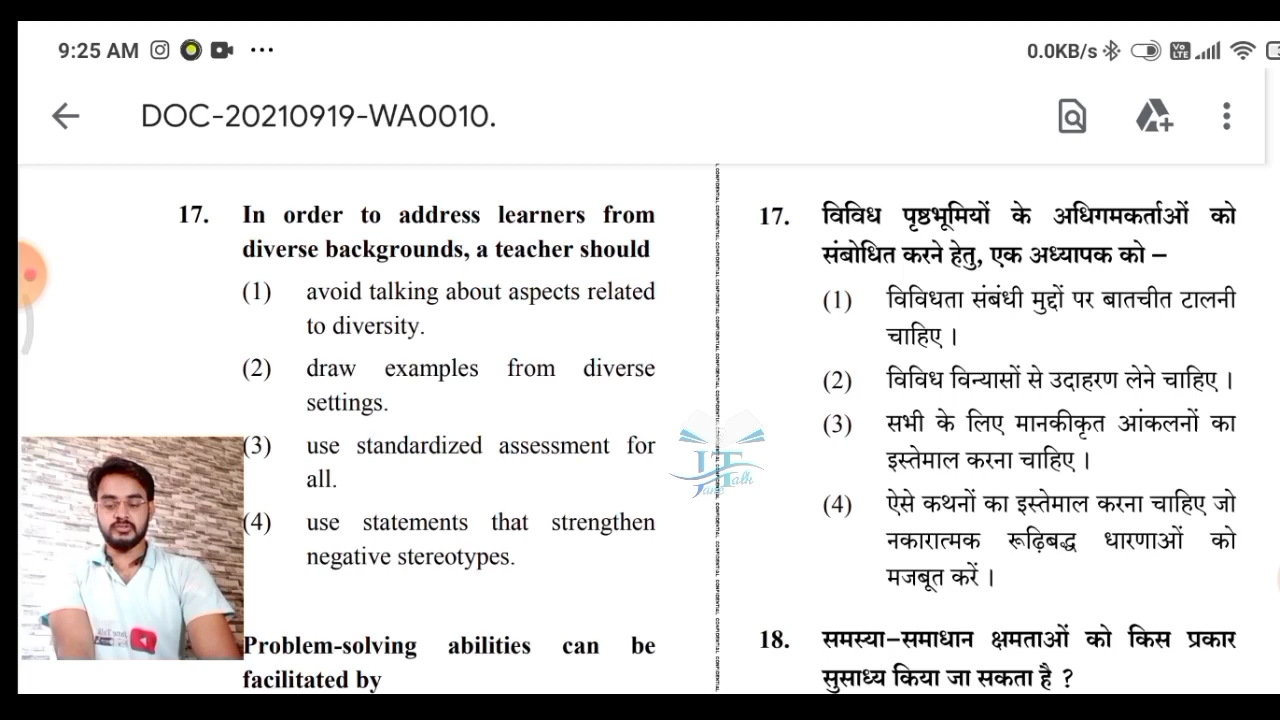 9:25 AM
0.0KB/s
Vo LTE
DOC-20210919-WA0010.
17. In order to address learners from
diverse backgrounds, a teacher should
(1) avoid talking about aspects related
to diversity.
(2) draw examples from diverse
settings.
(3) use standardized assessment for
all.
(4) use statements that strengthen
negative stereotypes.
Problem-solving abilities can be
facilitated by
17. विविध पृष्ठभूमियों के अधिगमकर्ताओं को
संबोधित करने हेतु, एक अध्यापक को –
(1) विविधता संबंधी मुद्दों पर बातचीत टालनी
चाहिए ।
(2) विविध विन्यासों से उदाहरण लेने चाहिए ।
(3) सभी के लिए मानकीकृत आंकलनों का
इस्तेमाल करना चाहिए ।
(4) ऐसे कथनों का इस्तेमाल करना चाहिए जो
नकारात्मक रूढ़िबद्ध धारणाओं को
मजबूत करें ।
18. समस्या–समाधान क्षमताओं को किस प्रकार
सुसाध्य किया जा सकता है ?